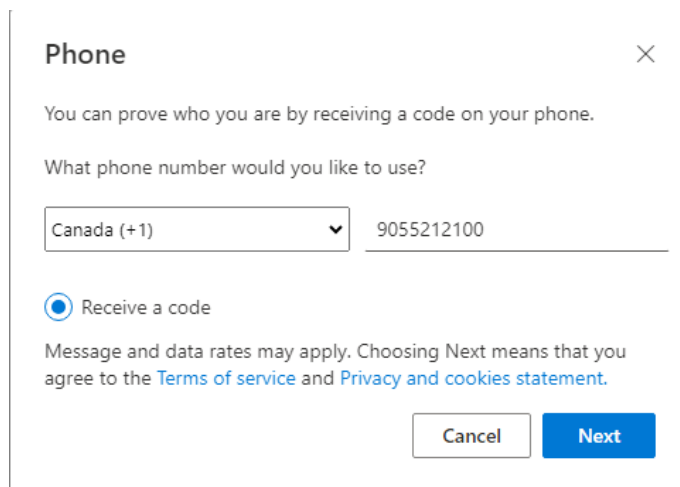 Phone
You can prove who you are by receiving a code on your phone.
What phone number would you like to use?
Canada (+1) 9055212100
Receive a code
Message and data rates may apply. Choosing Next means that you
agree to the Terms of service and Privacy and cookies statement.
Cancel Next